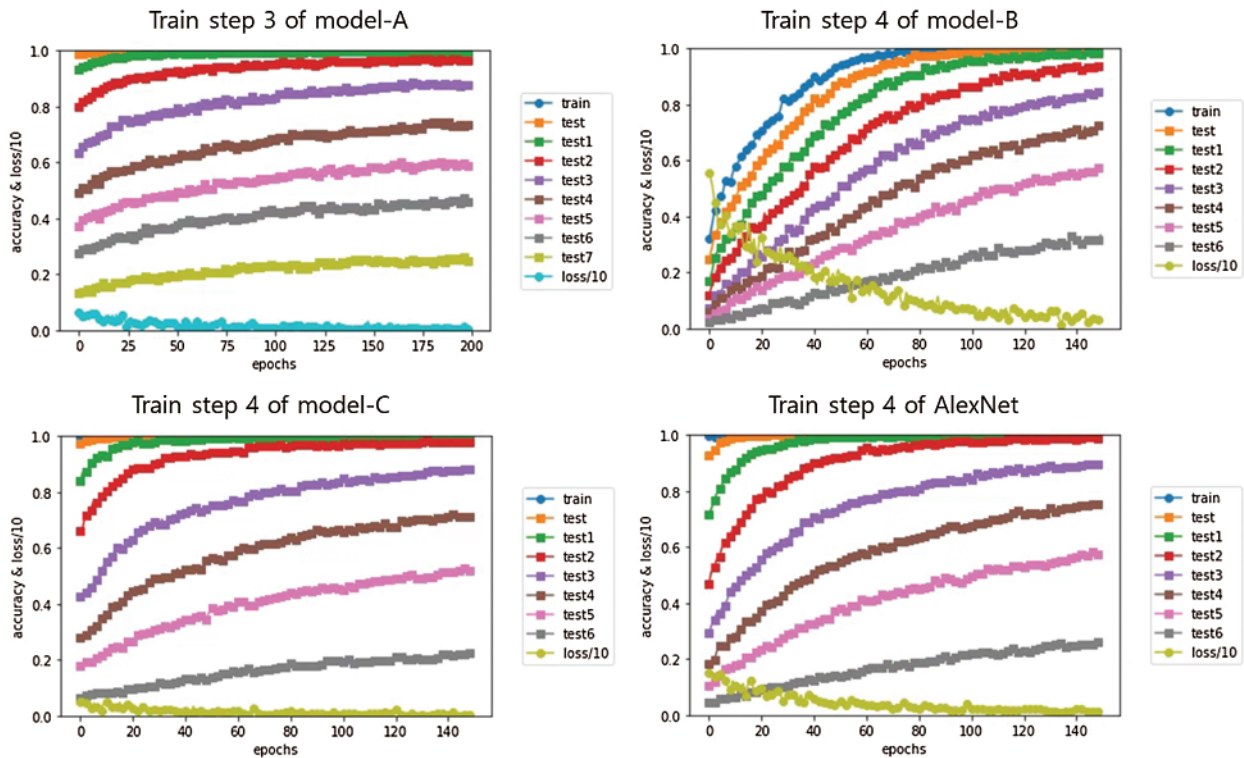 Train step 3 of model-A
accuracy & loss/10
1.0
0.8
0.6
0.4
0.2
0.0
0 25 50 75 100 125 150 175 200
epochs
train
test
test1
test2
test3
test4
test5
test6
test7
loss/10
Train step 4 of model-B
accuracy & loss/10
1.0
0.8
0.6
0.4
0.2
0.0
0 20 40 60 80 100 120 140
epochs
train
test
test1
test2
test3
test4
test5
test6
loss/10
Train step 4 of model-C
accuracy & loss/10
1.0
0.8
0.6
0.4
0.2
0.0
0 20 40 60 80 100 120 140
epochs
train
test
test1
test2
test3
test4
test5
test6
loss/10
Train step 4 of AlexNet
accuracy & loss/10
1.0
0.8
0.6
0.4
0.2
0.0
0 20 40 60 80 100 120 140
epochs
train
test
test1
test2
test3
test4
test5
test6
loss/10